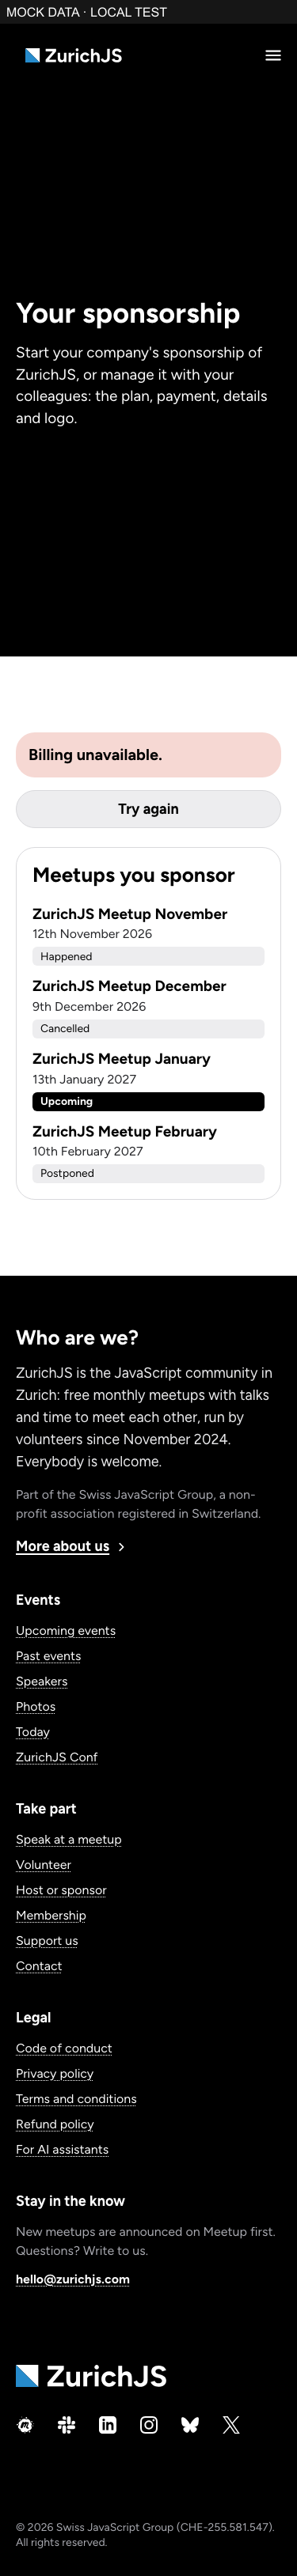 MOCK DATA · LOCAL TEST
ZurichJS
Your sponsorship
Start your company's sponsorship of
ZurichJS, or manage it with your
colleagues: the plan, payment, details
and logo.
Billing unavailable.
Try again
Meetups you sponsor
ZurichJS Meetup November
12th November 2026
Happened
ZurichJS Meetup December
9th December 2026
Cancelled
ZurichJS Meetup January
13th January 2027
Upcoming
ZurichJS Meetup February
10th February 2027
Postponed
Who are we?
ZurichJS is the JavaScript community in
Zurich: free monthly meetups with talks
and time to meet each other, run by
volunteers since November 2024.
Everybody is welcome.
Part of the Swiss JavaScript Group, a non-
profit association registered in Switzerland.
More about us
Events
Upcoming events
Past events
Speakers
Photos
Today
ZurichJS Conf
Take part
Speak at a meetup
Volunteer
Host or sponsor
Membership
Support us
Contact
Legal
Code of conduct
Privacy policy
Terms and conditions
Refund policy
For AI assistants
Stay in the know
New meetups are announced on Meetup first.
Questions? Write to us.
hello@zurichjs.com
ZurichJS
© 2026 Swiss JavaScript Group (CHE-255.581.547).
All rights reserved.